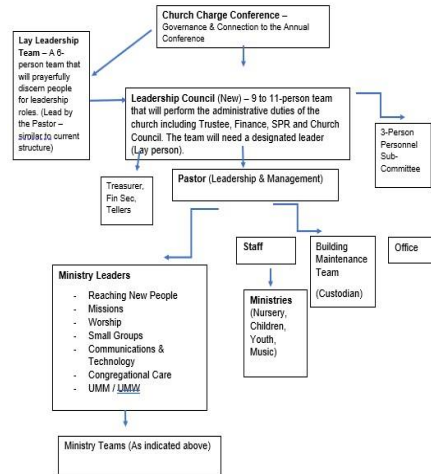 Church Charge Conference –
Governance & Connection to the Annual
Conference
Lay Leadership
Team – A 6-
person team that
will prayerfully
discern people
for leadership
roles. (Lead by
the Pastor –
similar to current
structure)
Leadership Council (New) – 9 to 11-person team
that will perform the administrative duties of the
church including Trustee, Finance, SPR and Church
Council. The team will need a designated leader
(Lay person).
3-Person
Personnel
Sub-
Committee
Treasurer,
Fin Sec,
Tellers
Pastor (Leadership & Management)
Staff
Building
Maintenance
Team
(Custodian)
Office
Ministry Leaders
- Reaching New People
- Missions
- Worship
- Small Groups
- Communications &
Technology
- Congregational Care
- UMM / UMW
Ministries
(Nursery,
Children,
Youth,
Music)
Ministry Teams (As indicated above)